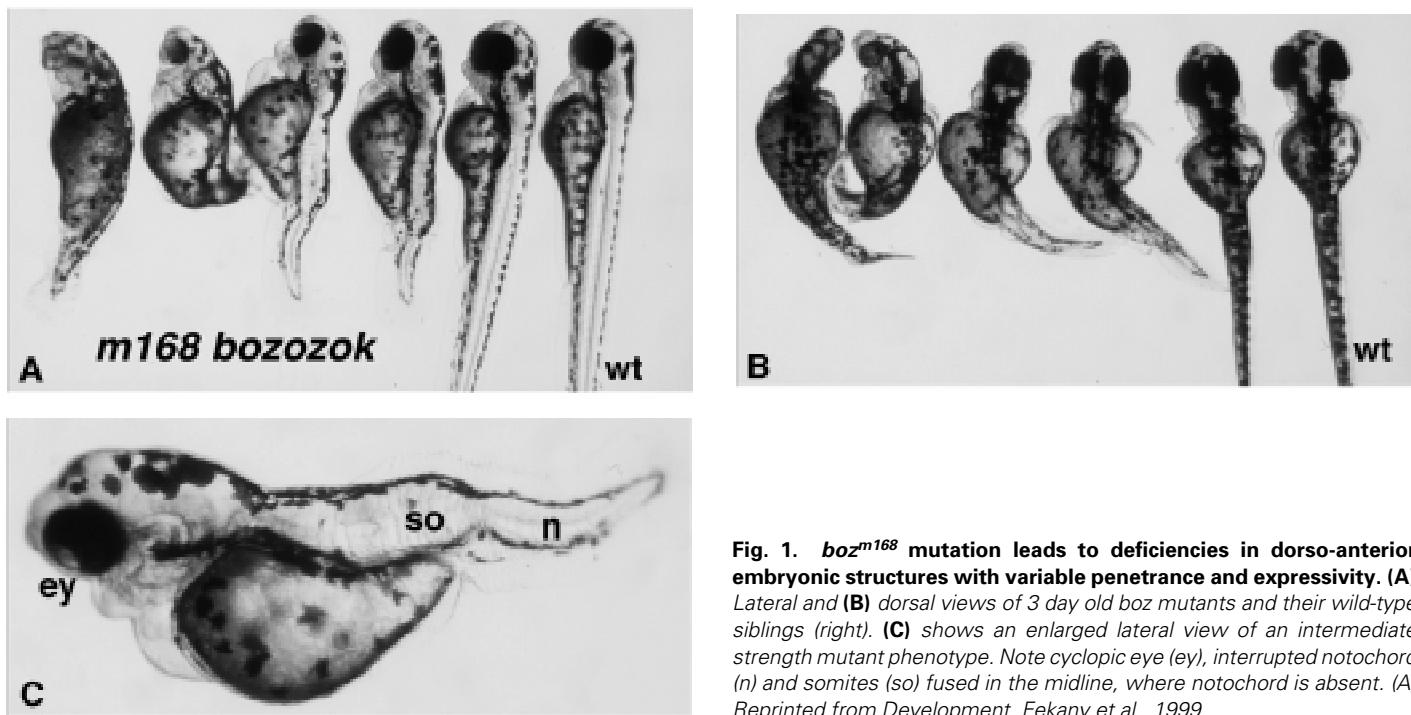 m168 bozozok
A
wt
B
wt
ey
so
n
C
Fig. 1. boz^m168 mutation leads to deficiencies in dorso-anterior
embryonic structures with variable penetrance and expressivity. (A)
Lateral and (B) dorsal views of 3 day old boz mutants and their wild-type
siblings (right). (C) shows an enlarged lateral view of an intermediate
strength mutant phenotype. Note cyclopic eye (ey), interrupted notochord
(n) and somites (so) fused in the midline, where notochord is absent. (A,
Reprinted from Development, Fekany et al., 1999